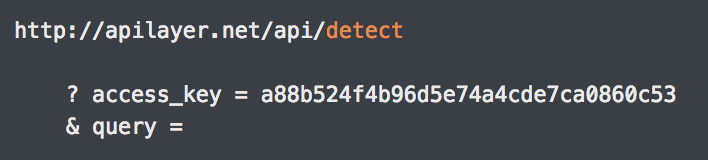 http://apilayer.net/api/detect
? access_key = a88b524f4b96d5e74a4cde7ca0860c53
& query =